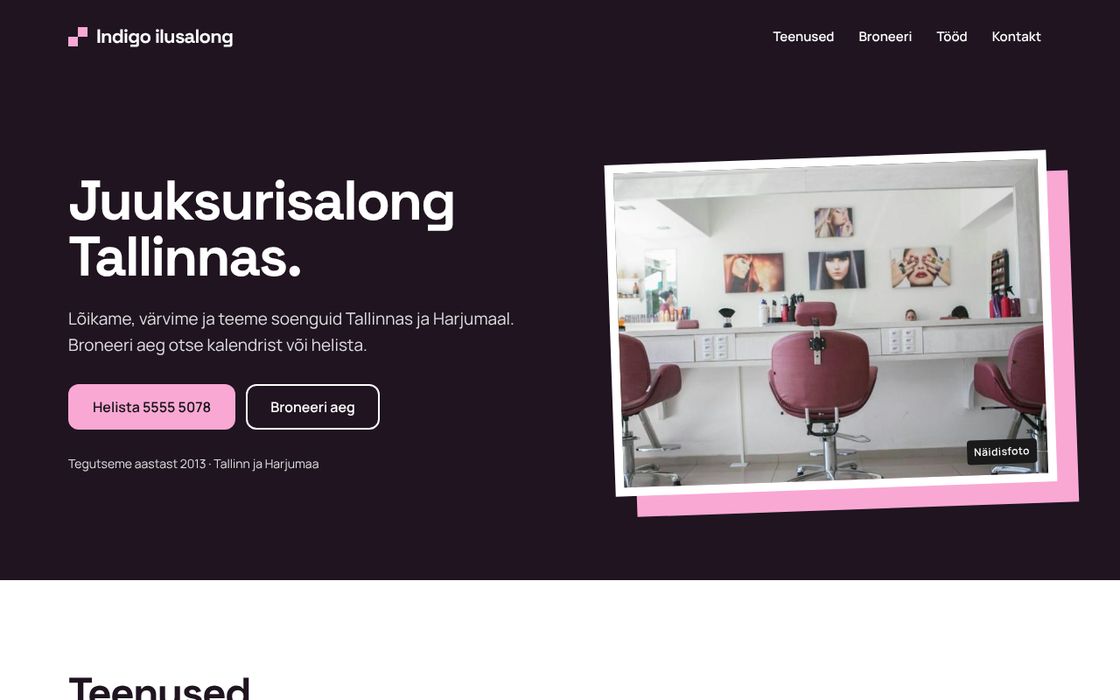 Indigo ilusalong
Teenused
Broneeri
Tööd
Kontakt
Juuksurisalong
Tallinnas.
Lõikame, värvime ja teeme soenguid Tallinnas ja Harjumaal.
Broneeri aeg otse kalendrist või helista.
Helista 5555 5078
Broneeri aeg
Tegutseme aastast 2013 · Tallinn ja Harjumaa
Näidisfoto
Teenused